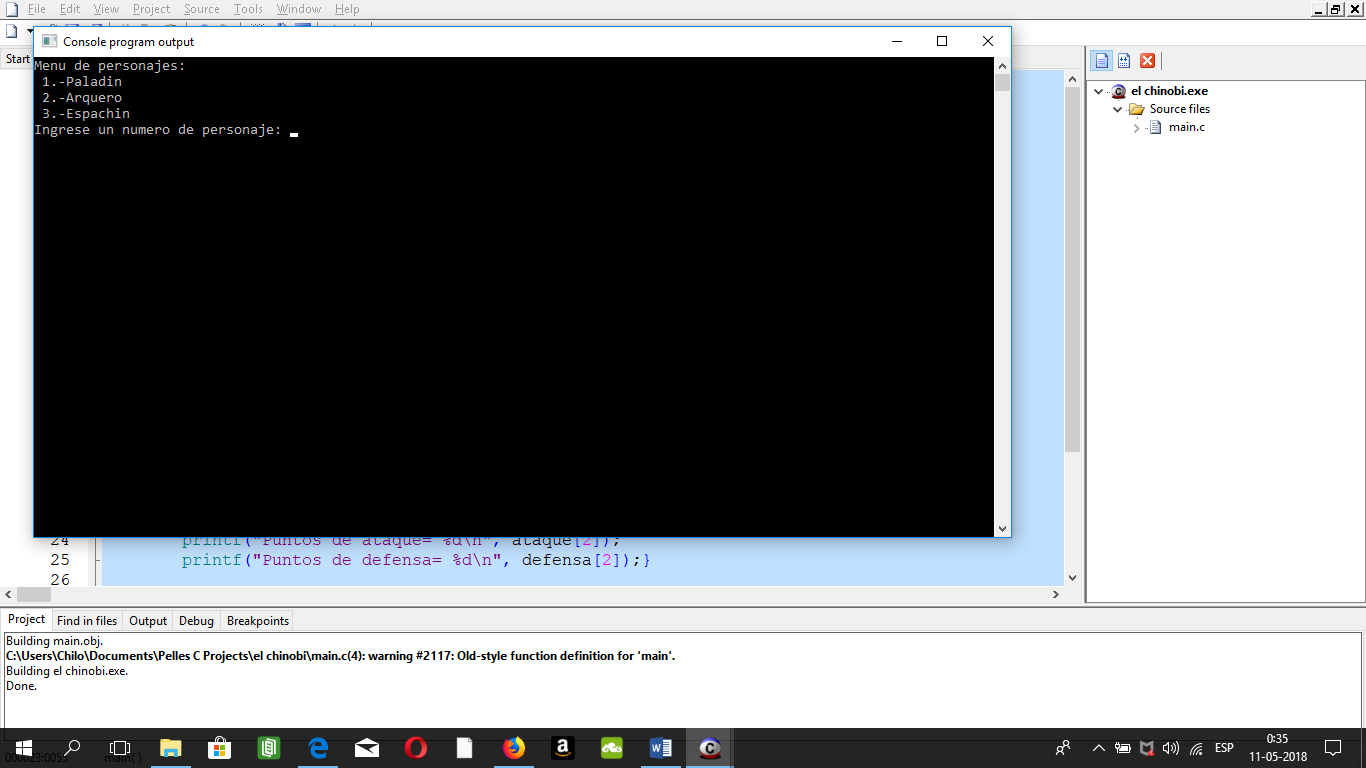 File Edit View Project Source Tools Window Help
Console program output
Start
Menu de personajes:
1.-Paladin
2.-Arquero
3.-Espachin
Ingrese un numero de personaje:
el chinobi.exe
Source files
main.c
24 printf("Puntos de ataque= %d\n", ataque[2]);
25 printf("Puntos de defensa= %d\n", defensa[2]);}
26
Project Find in files Output Debug Breakpoints
Building main.obj.
C:\Users\Chilo\Documents\Pelles C Projects\el chinobi\main.c(4): warning #2117: Old-style function definition for 'main'.
Building el chinobi.exe.
Done.
000023:0053 main( )
ESP
0:35
11-05-2018